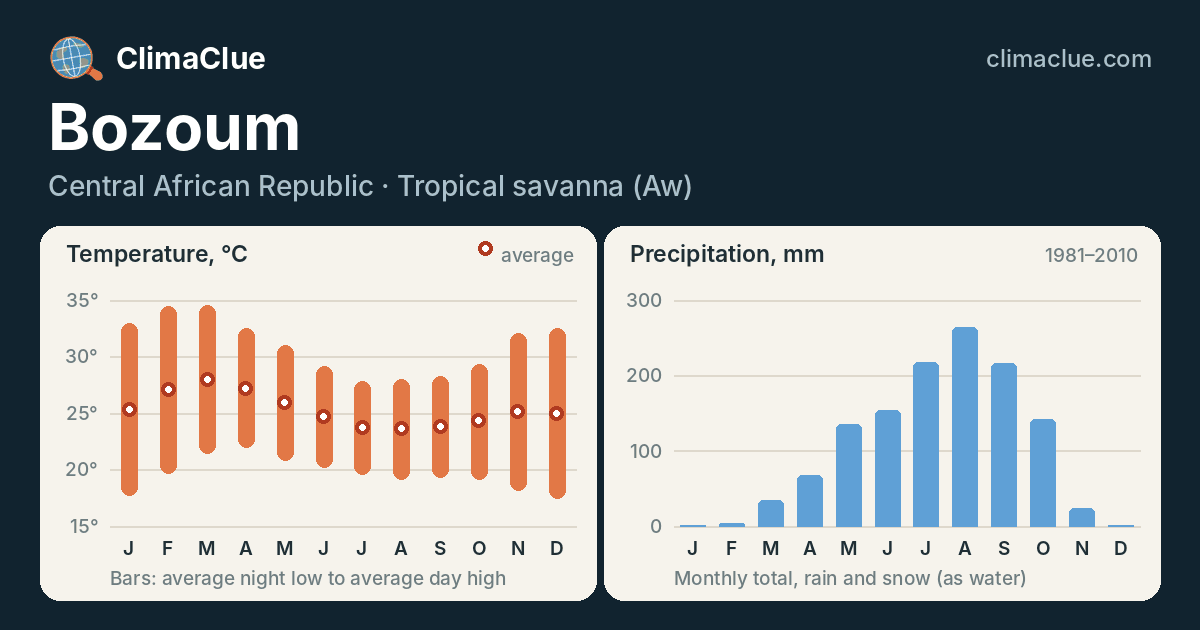 ClimaClue
climaclue.com
Bozoum
Central African Republic · Tropical savanna (Aw)
Temperature, °C
average
35°
30°
25°
20°
15°
J F M A M J J A S O N D
Bars: average night low to average day high
Precipitation, mm
1981–2010
300
200
100
0
J F M A M J J A S O N D
Monthly total, rain and snow (as water)